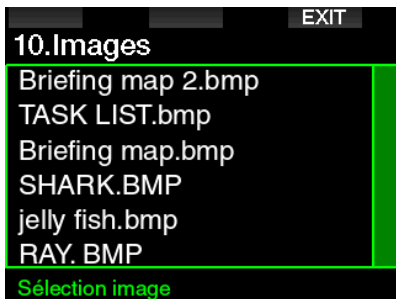 EXIT
10.Images
Briefing map 2.bmp
TASK LIST.bmp
Briefing map.bmp
SHARK.BMP
jelly fish.bmp
RAY. BMP
Sélection image